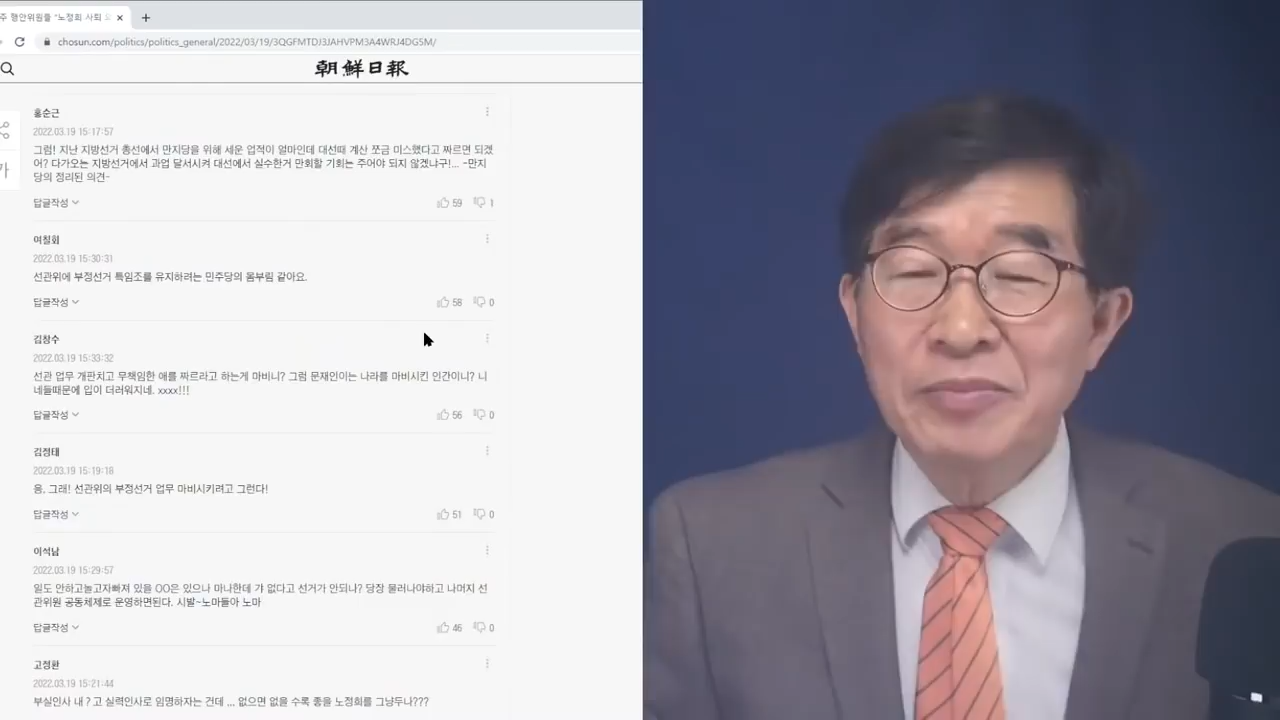 주 행안위원들 "노정희 사퇴
chosun.com/politics/politics_general/2022/03/19/3QGFMTDJ3JAHVPM3A4WRJ4DGSM/
朝鮮日報
홍순근
2022.03.19 15:17:57
그럼! 지난 지방선거 총선에서 만지당을 위해 세운 업적이 얼마인데 대선때 계산 쪼금 미스했다고 짜르면 되겠
어? 다가오는 지방선거에서 과업 달서시켜 대선에서 실수한거 만회할 기회는 주어야 되지 않겠냐구!... -만지
당의 정리된 의견-
답글작성
59
1
여칠회
2022.03.19 15:30:31
선관위에 부정선거 특임조를 유지하려는 민주당의 몸부림 같아요.
답글작성
58
0
김창수
2022.03.19 15:33:32
선관 업무 개판치고 무책임한 애를 짜르라고 하는게 마비니? 그럼 문재인이는 나라를 마비시킨 인간이니? 니
네들때문에 입이 더러워지네. xxxx!!!
답글작성
56
0
김정태
2022.03.19 15:19:18
응, 그래! 선관위의 부정선거 업무 마비시키려고 그런다!
답글작성
51
0
이석남
2022.03.19 15:29:57
일도 안하고놀고자빠져 있을 OO은 있으나 마나한데 갸 없다고 선거가 안되나? 당장 물러나야하고 나머지 선
관위원 공동체제로 운영하면된다. 시발~노마들아 노마
답글작성
46
0
고정환
2022.03.19 15:21:44
부실인사 내?고 실력인사로 임명하자는 건데 ... 없으면 없을 수록 좋을 노정희를 그냥두나???
가